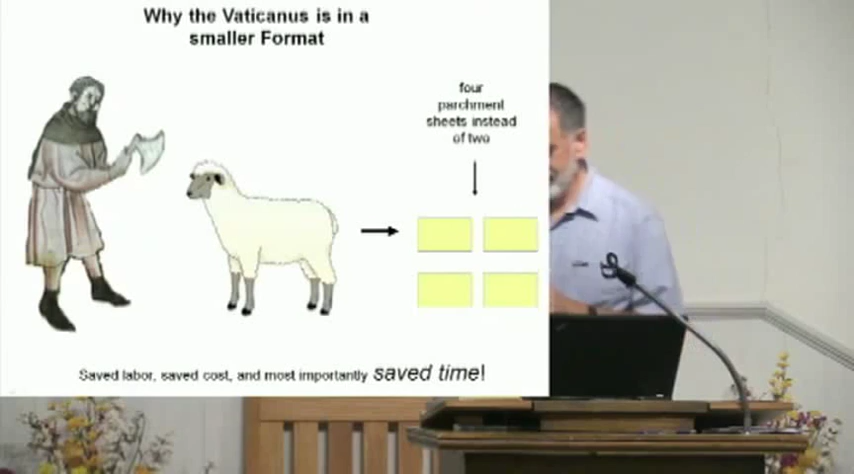 Why the Vaticanus is in a
smaller Format
four
parchment
sheets instead
of two
Saved labor, saved cost, and most importantly saved time!